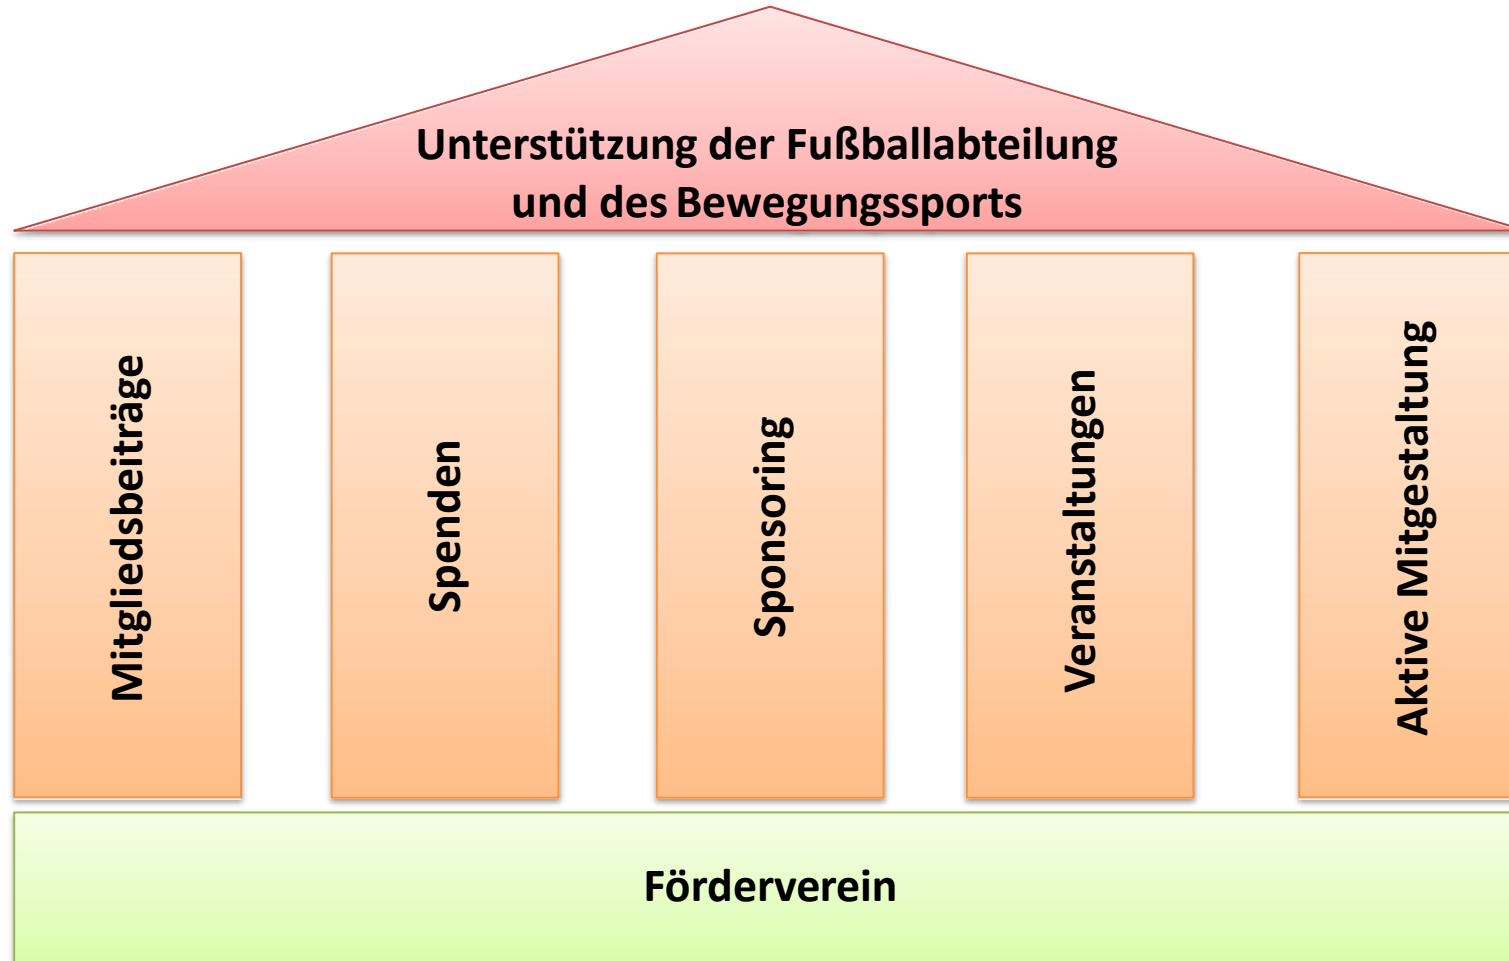 Unterstützung der Fußballabteilung
und des Bewegungssports
Mitgliedsbeiträge
Spenden
Sponsoring
Veranstaltungen
Aktive Mitgestaltung
Förderverein